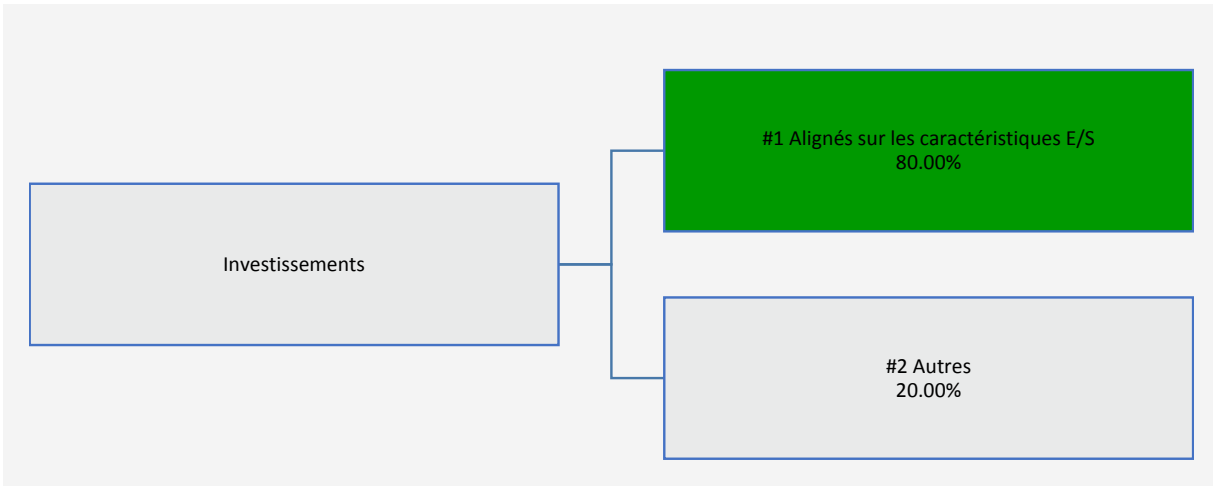 Investissements
#1 Alignés sur les caractéristiques E/S
80.00%
#2 Autres
20.00%